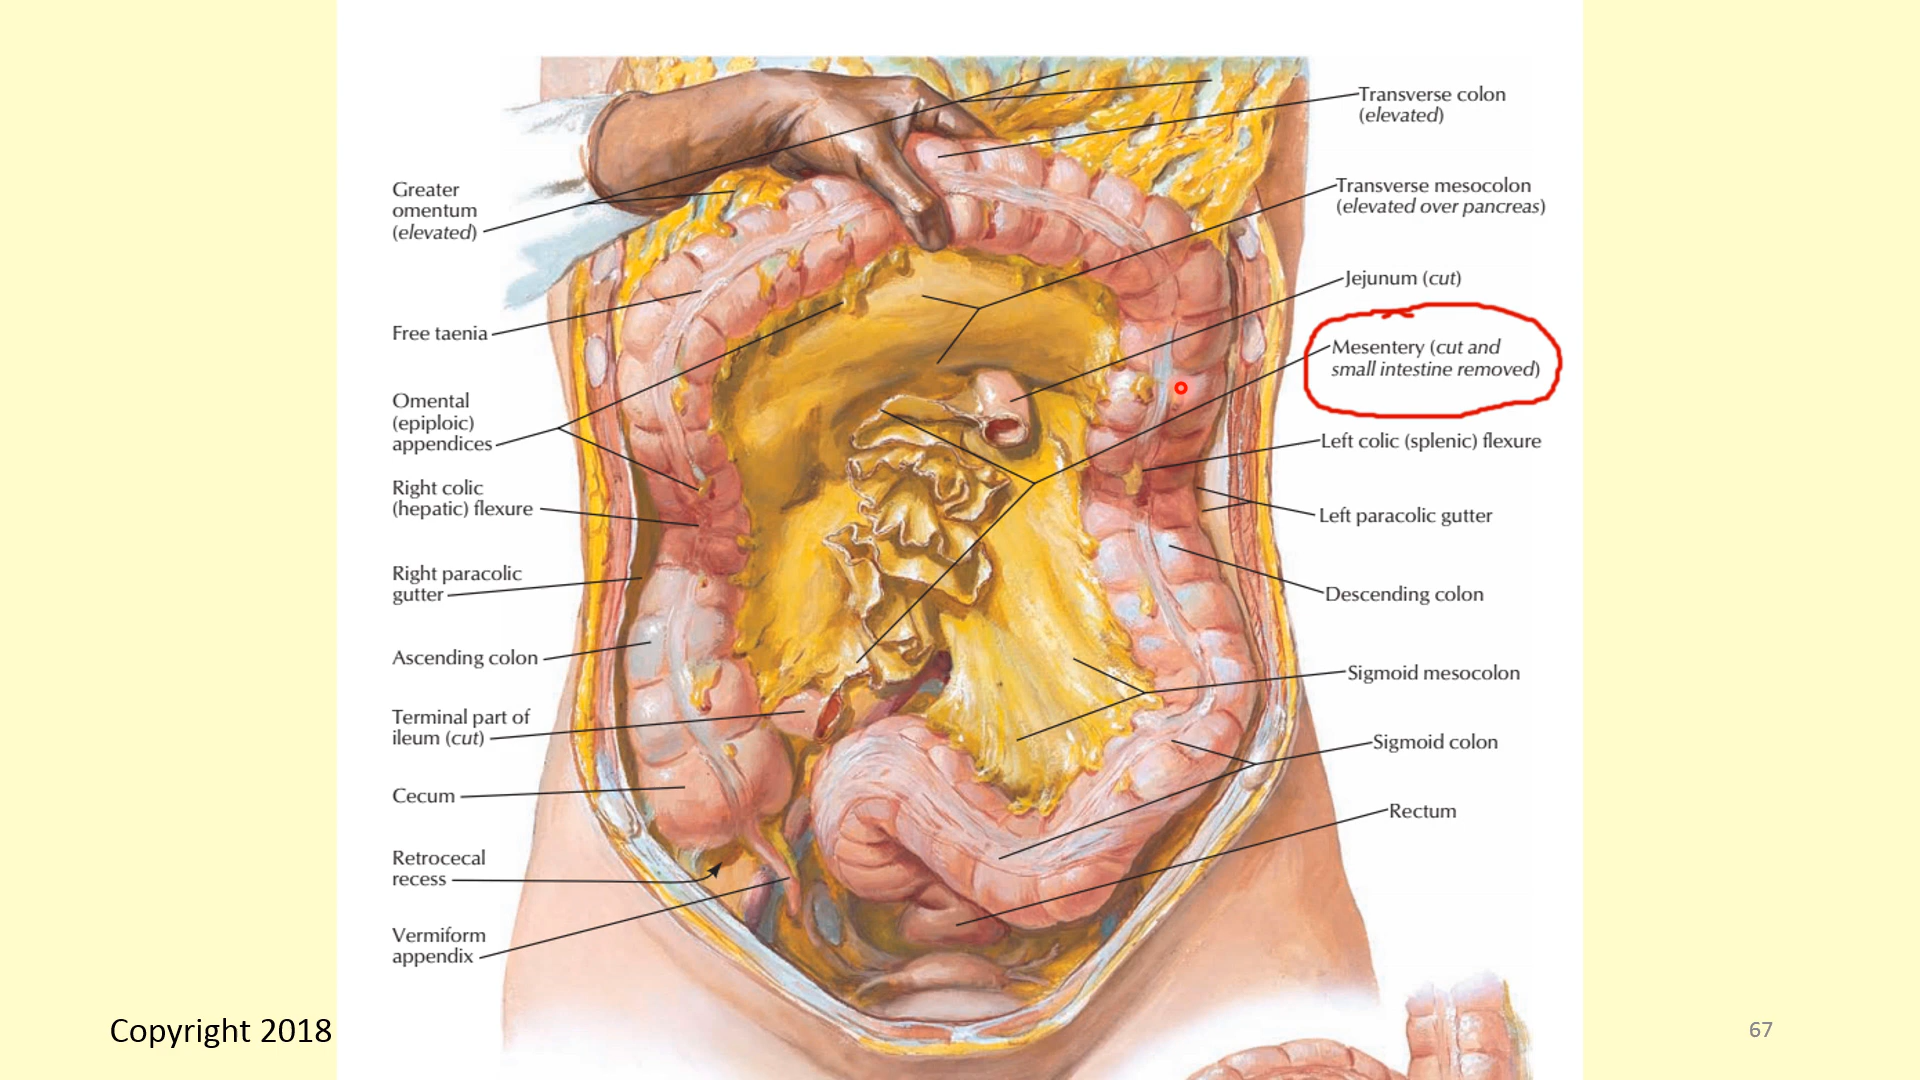 Greater
omentum
(elevated)
Free taenia
Omental
(epiploic)
appendices
Right colic
(hepatic) flexure
Right paracolic
gutter
Ascending colon
Terminal part of
ileum (cut)
Cecum
Retrocecal
recess
Vermiform
appendix
Transverse colon
(elevated)
Transverse mesocolon
(elevated over pancreas)
Jejunum (cut)
Mesentery (cut and
small intestine removed)
Left colic (splenic) flexure
Left paracolic gutter
Descending colon
Sigmoid mesocolon
Sigmoid colon
Rectum
Copyright 2018
67